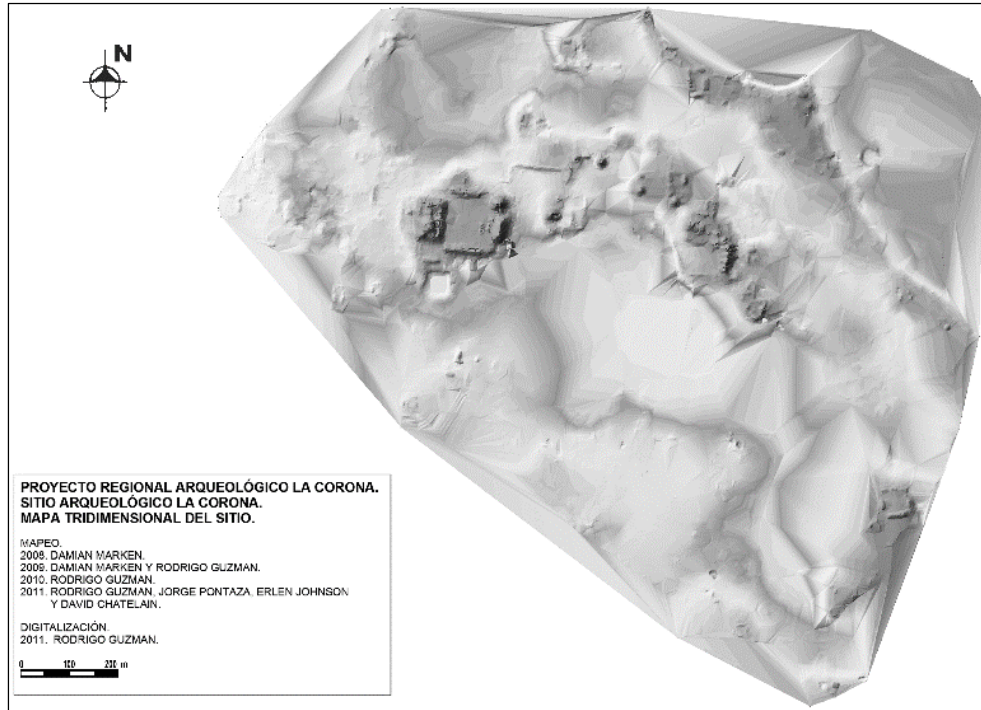 N
PROYECTO REGIONAL ARQUEOLÓGICO LA CORONA.
SITIO ARQUEOLÓGICO LA CORONA.
MAPA TRIDIMENSIONAL DEL SITIO.
MAPEO.
2008. DAMIAN MARKEN.
2009. DAMIAN MARKEN Y RODRIGO GUZMAN.
2010. RODRIGO GUZMAN.
2011. RODRIGO GUZMAN, JORGE PONTAZA, ERLEN JOHNSON
Y DAVID CHATELAIN.
DIGITALIZACIÓN.
2011. RODRIGO GUZMAN.
0 100 200 m